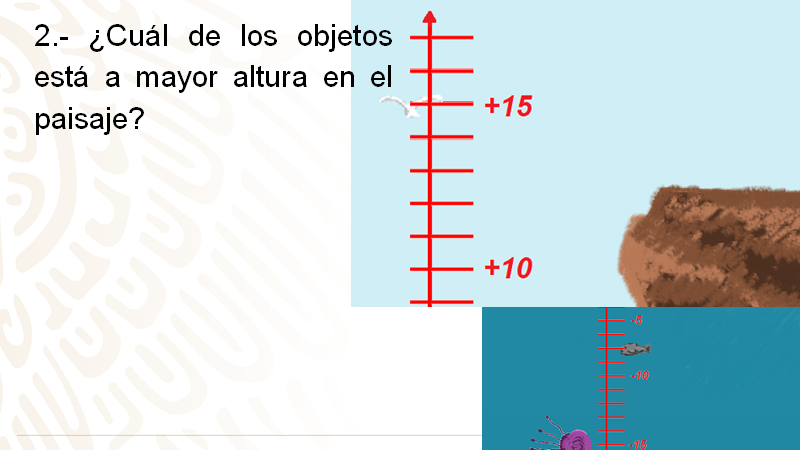 2.- ¿Cuál de los objetos
está a mayor altura en el
paisaje?
+15
+10
-5
-10
-15